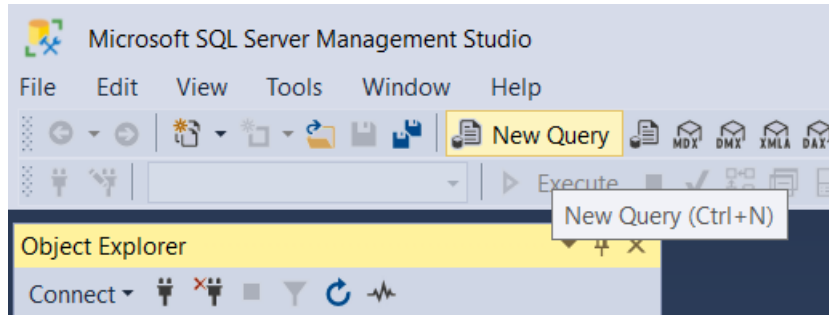 Microsoft SQL Server Management Studio
File Edit View Tools Window Help
New Query MDX DMX XMLA DAX
Execute
New Query (Ctrl+N)
Object Explorer
Connect